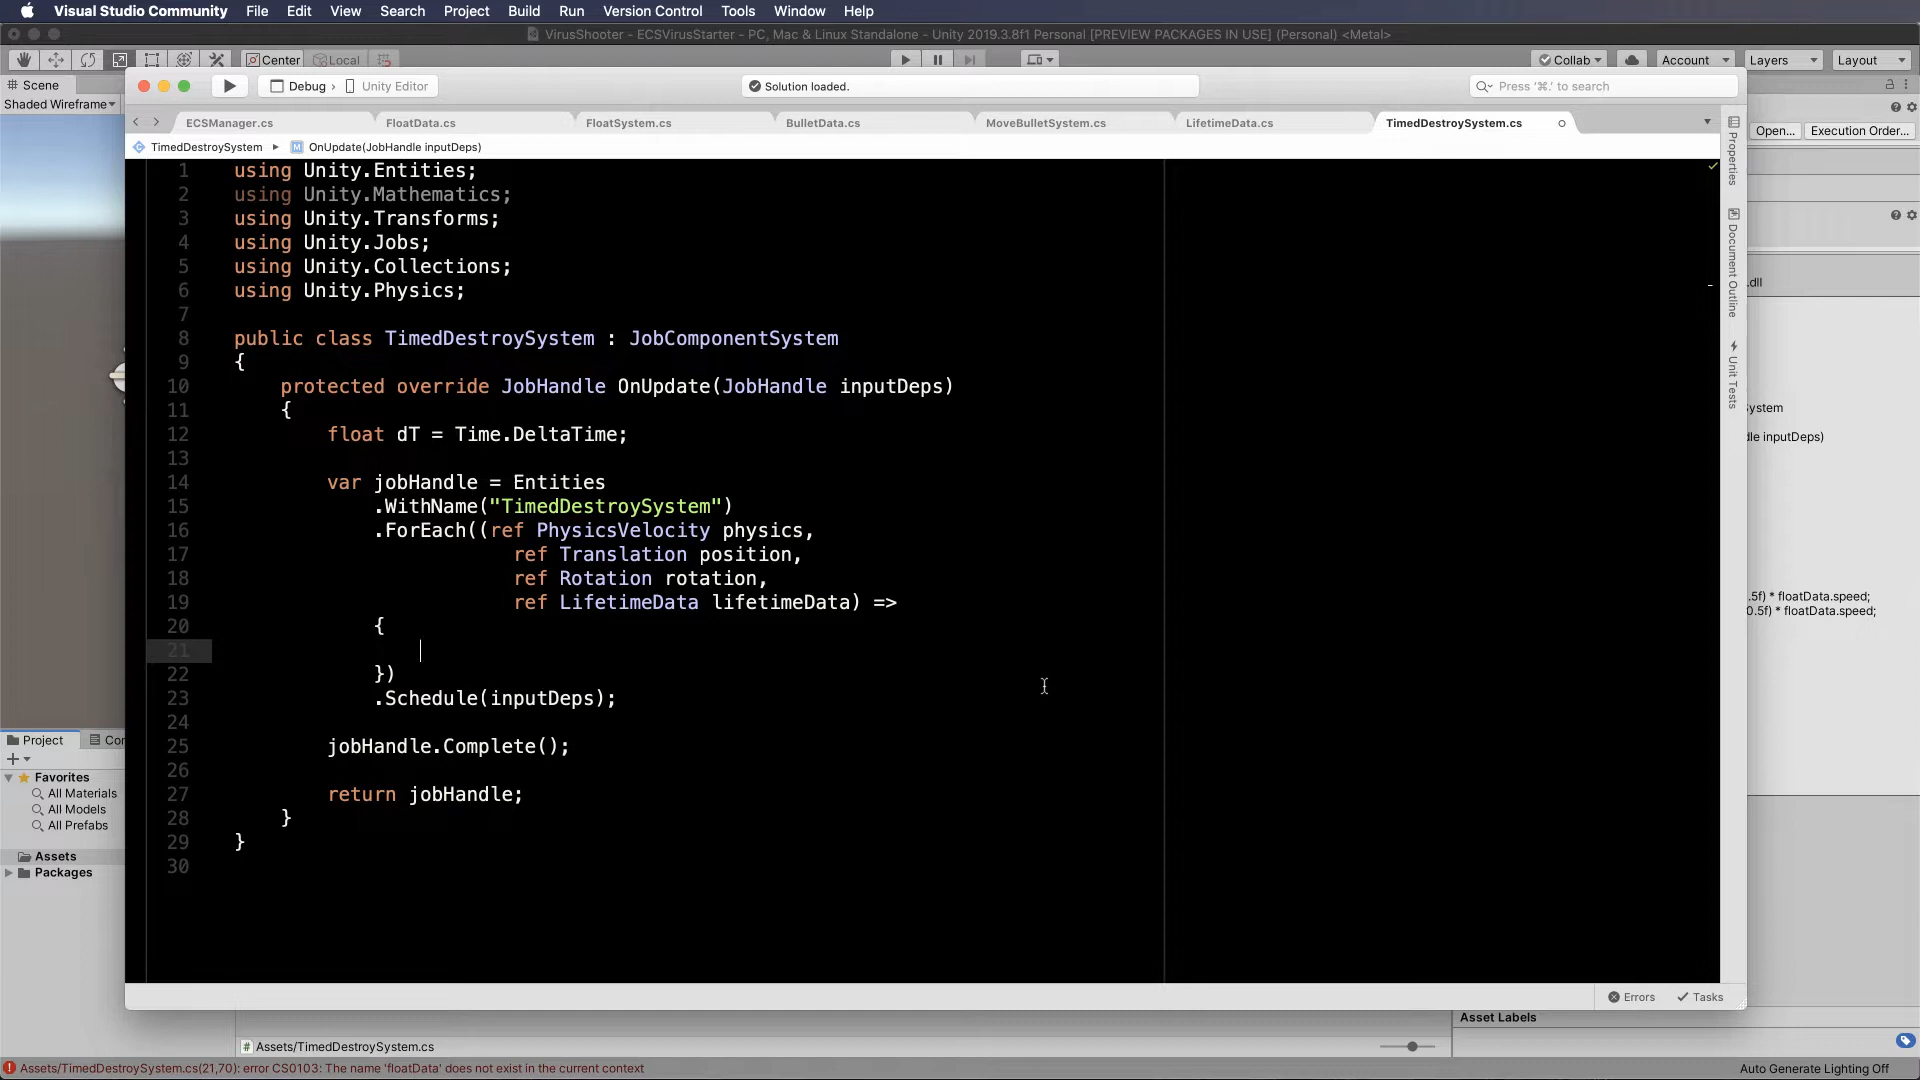 Visual Studio Community File Edit View Search Project Build Run Version Control Tools Window Help
VirusShooter - ECSVirusStarter - PC, Mac & Linux Standalone - Unity 2019.3.8f1 Personal [PREVIEW PACKAGES IN USE] (Personal) <Metal>
Center Local Collab Account Layers Layout
# Scene
Shaded Wireframe
Debug › Unity Editor
Solution loaded.
Press '⌘.' to search
ECSManager.cs FloatData.cs FloatSystem.cs BulletData.cs MoveBulletSystem.cs LifetimeData.cs TimedDestroySystem.cs
TimedDestroySystem ▸ M OnUpdate(JobHandle inputDeps)
Open... Execution Order...
1 using Unity.Entities;
2 using Unity.Mathematics;
3 using Unity.Transforms;
4 using Unity.Jobs;
5 using Unity.Collections;
6 using Unity.Physics;
7
8 public class TimedDestroySystem : JobComponentSystem
9 {
10 protected override JobHandle OnUpdate(JobHandle inputDeps)
11 {
12 float dT = Time.DeltaTime;
13
14 var jobHandle = Entities
15 .WithName("TimedDestroySystem")
16 .ForEach((ref PhysicsVelocity physics,
17 ref Translation position,
18 ref Rotation rotation,
19 ref LifetimeData lifetimeData) =>
20 {
21
22 })
23 .Schedule(inputDeps);
24
25 jobHandle.Complete();
26
27 return jobHandle;
28 }
29 }
30
Properties
Document Outline
Unit Tests
.dll
System
dle inputDeps)
.5f) * floatData.speed;
0.5f) * floatData.speed;
Project Con
Favorites
All Materials
All Models
All Prefabs
Assets
Packages
Errors Tasks
Asset Labels
# Assets/TimedDestroySystem.cs
Assets/TimedDestroySystem.cs(21,70): error CS0103: The name 'floatData' does not exist in the current context
Auto Generate Lighting Off